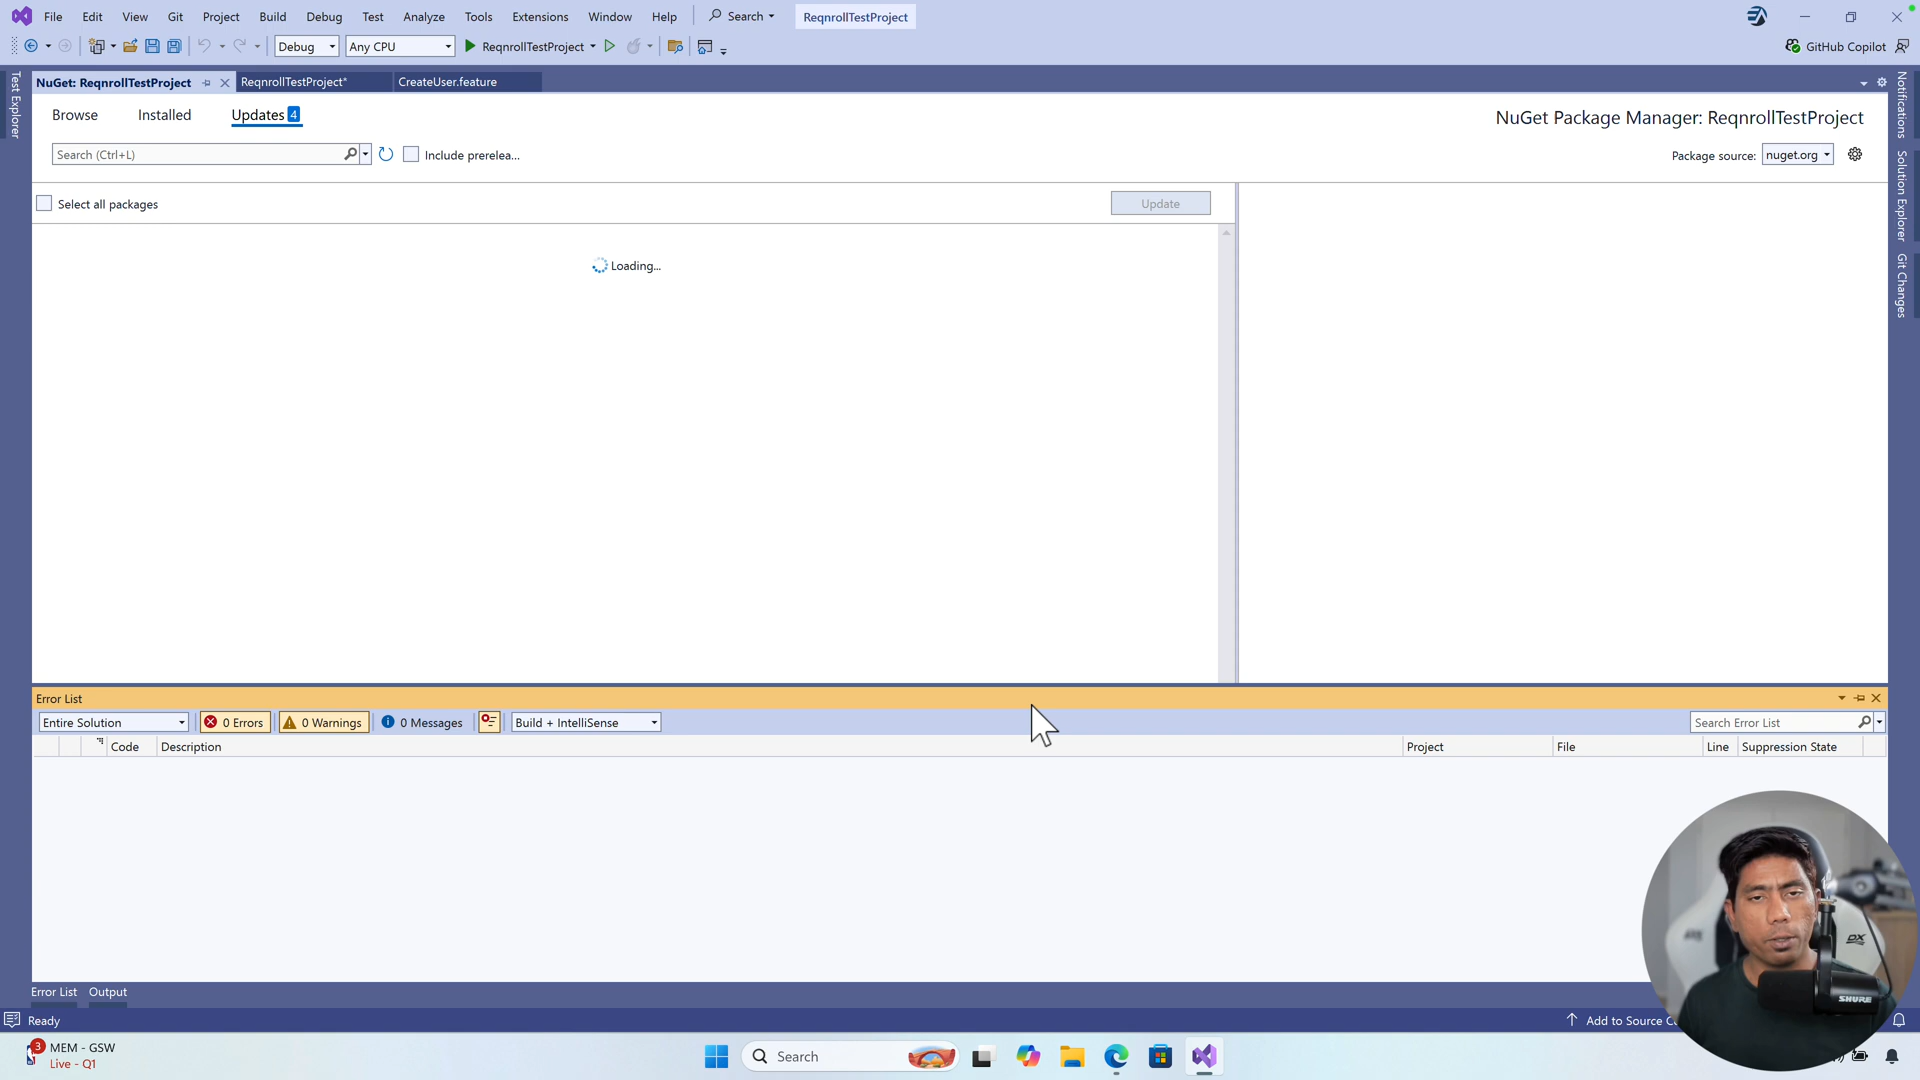 File Edit View Git Project Build Debug Test Analyze Tools Extensions Window Help Search ReqnrollTestProject
Debug Any CPU ReqnrollTestProject GitHub Copilot
NuGet: ReqnrollTestProject ReqnrollTestProject* CreateUser.feature
Test Explorer
Notifications
Solution Explorer
Git Changes
Browse Installed Updates 4
NuGet Package Manager: ReqnrollTestProject
Search (Ctrl+L) Include prerelea...
Package source: nuget.org
Select all packages Update
Loading...
Error List
Entire Solution 0 Errors 0 Warnings 0 Messages Build + IntelliSense Search Error List
Code Description Project File Line Suppression State
Error List Output
Ready Add to Source
3 MEM - GSW
Live - Q1
Search
SHURE